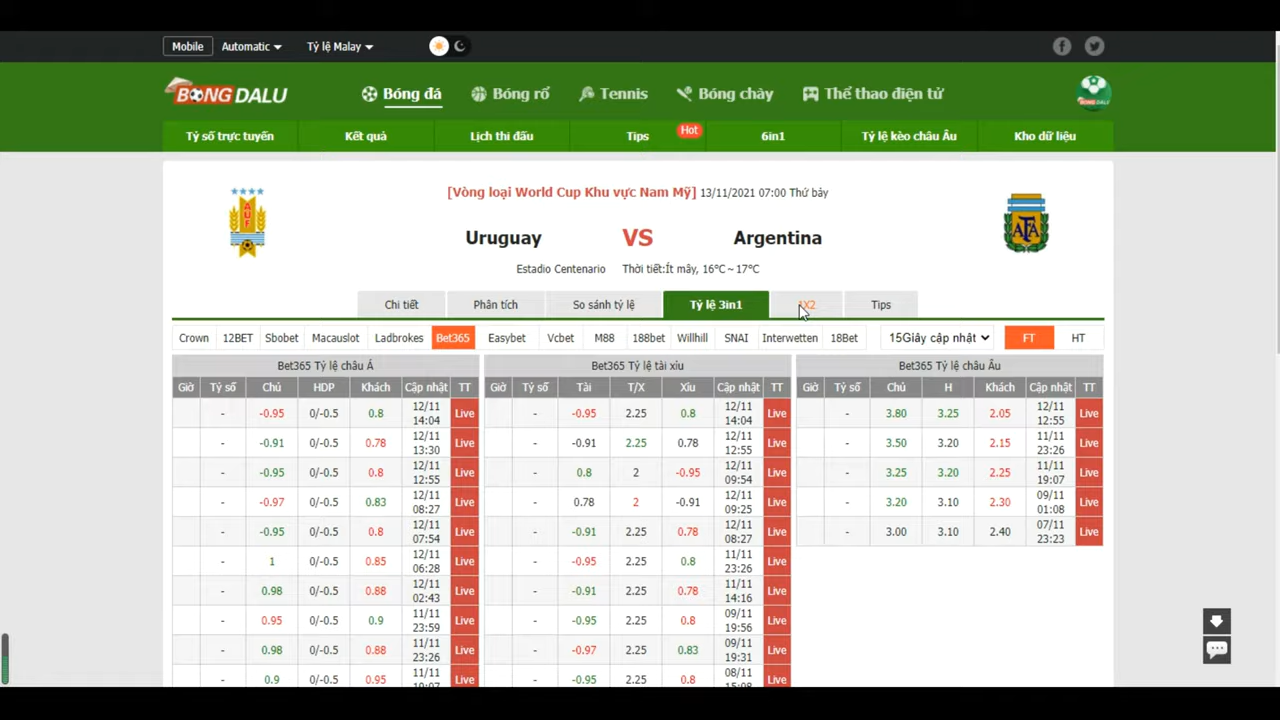 Mobile Automatic Tỷ lệ Malay
BONG DALU Bóng đá Bóng rổ Tennis Bóng chày Thể thao điện tử
Tỷ số trực tuyến Kết quả Lịch thi đấu Tips Hot 6in1 Tỷ lệ kèo châu Âu Kho dữ liệu
[Vòng loại World Cup Khu vực Nam Mỹ] 13/11/2021 07:00 Thứ bảy
Uruguay VS Argentina
Estadio Centenario Thời tiết:Ít mây, 16℃～17℃
Chi tiết Phân tích So sánh tỷ lệ Tỷ lệ 3in1 1X2 Tips
Crown 12BET Sbobet Macauslot Ladbrokes Bet365 Easybet Vcbet M88 188bet Willhill SNAI Interwetten 18Bet 15Giây cập nhật FT HT
Bet365 Tỷ lệ châu Á Bet365 Tỷ lệ tài xỉu Bet365 Tỷ lệ châu Âu
Giờ Tỷ số Chủ HDP Khách Cập nhật TT Giờ Tỷ số Tài T/X Xỉu Cập nhật TT Giờ Tỷ số Chủ H Khách Cập nhật TT
- -0.95 0/-0.5 0.8 12/11 14:04 Live - -0.95 2.25 0.8 12/11 14:04 Live - 3.80 3.25 2.05 12/11 12:55 Live
- -0.91 0/-0.5 0.78 12/11 13:30 Live - -0.91 2.25 0.78 12/11 12:55 Live - 3.50 3.20 2.15 11/11 23:26 Live
- -0.95 0/-0.5 0.8 12/11 12:55 Live - 0.8 2 -0.95 12/11 09:54 Live - 3.25 3.20 2.25 11/11 19:07 Live
- -0.97 0/-0.5 0.83 12/11 08:27 Live - 0.78 2 -0.91 12/11 09:25 Live - 3.20 3.10 2.30 09/11 01:08 Live
- -0.95 0/-0.5 0.8 12/11 07:54 Live - -0.91 2.25 0.78 12/11 08:27 Live - 3.00 3.10 2.40 07/11 23:23 Live
- 1 0/-0.5 0.85 12/11 06:28 Live - -0.95 2.25 0.8 11/11 23:26 Live
- 0.98 0/-0.5 0.88 12/11 02:43 Live - -0.91 2.25 0.78 11/11 14:16 Live
- 0.95 0/-0.5 0.9 11/11 23:59 Live - -0.95 2.25 0.8 09/11 19:56 Live
- 0.98 0/-0.5 0.88 11/11 23:26 Live - -0.97 2.25 0.83 09/11 19:31 Live
- 0.9 0/-0.5 0.95 11/11 19:07 Live - -0.95 2.25 0.8 08/11 15:08 Live